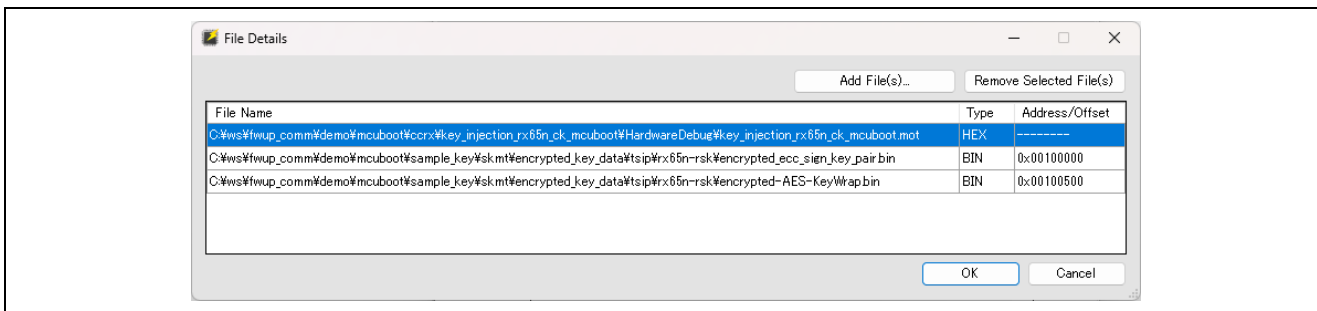 File Details
Add File(s)...
Remove Selected File(s)
File Name Type Address/Offset
C:¥ws¥fwup_comm¥demo¥mcuboot¥ccrx¥key_injection_rx65n_ck_mcuboot¥HardwareDebug¥key_injection_rx65n_ck_mcuboot.mot HEX --------
C:¥ws¥fwup_comm¥demo¥mcuboot¥sample_key¥skmt¥encrypted_key_data¥tsip¥rx65n-rsk¥encrypted_ecc_sign_key_pair.bin BIN 0x00100000
C:¥ws¥fwup_comm¥demo¥mcuboot¥sample_key¥skmt¥encrypted_key_data¥tsip¥rx65n-rsk¥encrypted-AES-KeyWrap.bin BIN 0x00100500
OK Cancel